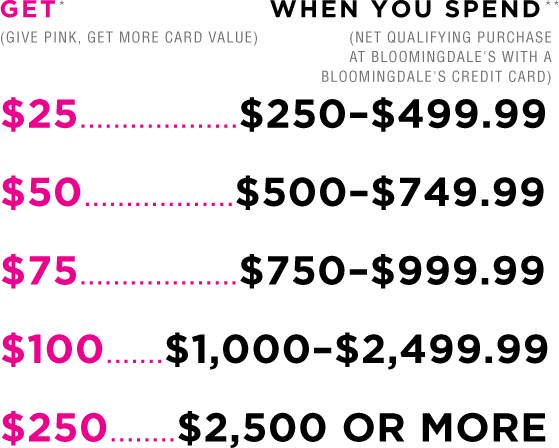 GET* WHEN YOU SPEND**
(GIVE PINK, GET MORE CARD VALUE) (NET QUALIFYING PURCHASE
AT BLOOMINGDALE'S WITH A
BLOOMINGDALE'S CREDIT CARD)
$25...................$250–$499.99
$50..................$500–$749.99
$75...................$750–$999.99
$100.......$1,000–$2,499.99
$250........$2,500 OR MORE